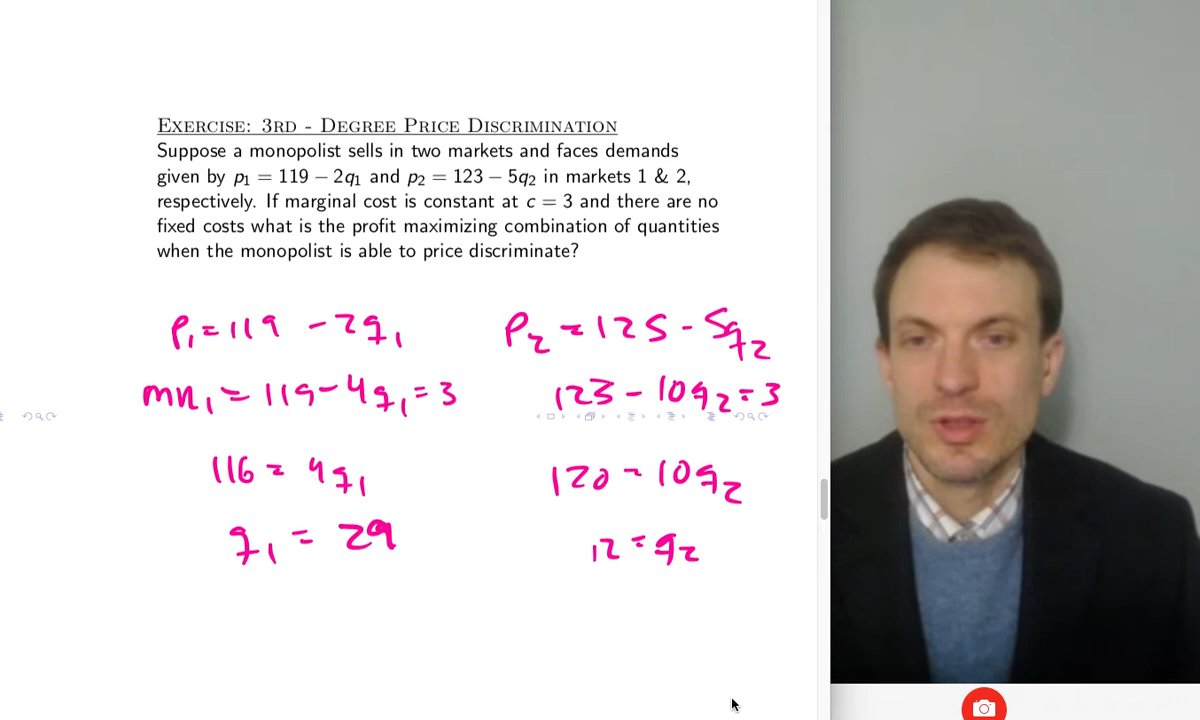 EXERCISE: 3RD - DEGREE PRICE DISCRIMINATION
Suppose a monopolist sells in two markets and faces demands
given by p₁ = 119 − 2q₁ and p₂ = 123 − 5q₂ in markets 1 & 2,
respectively. If marginal cost is constant at c = 3 and there are no
fixed costs what is the profit maximizing combination of quantities
when the monopolist is able to price discriminate?
P₁ = 119 - 2q₁
P₂ = 125 - 5q₂
MR₁ = 119 - 4q₁ = 3
123 - 10q₂ = 3
116 = 4q₁
120 = 10q₂
q₁ = 29
12 = q₂